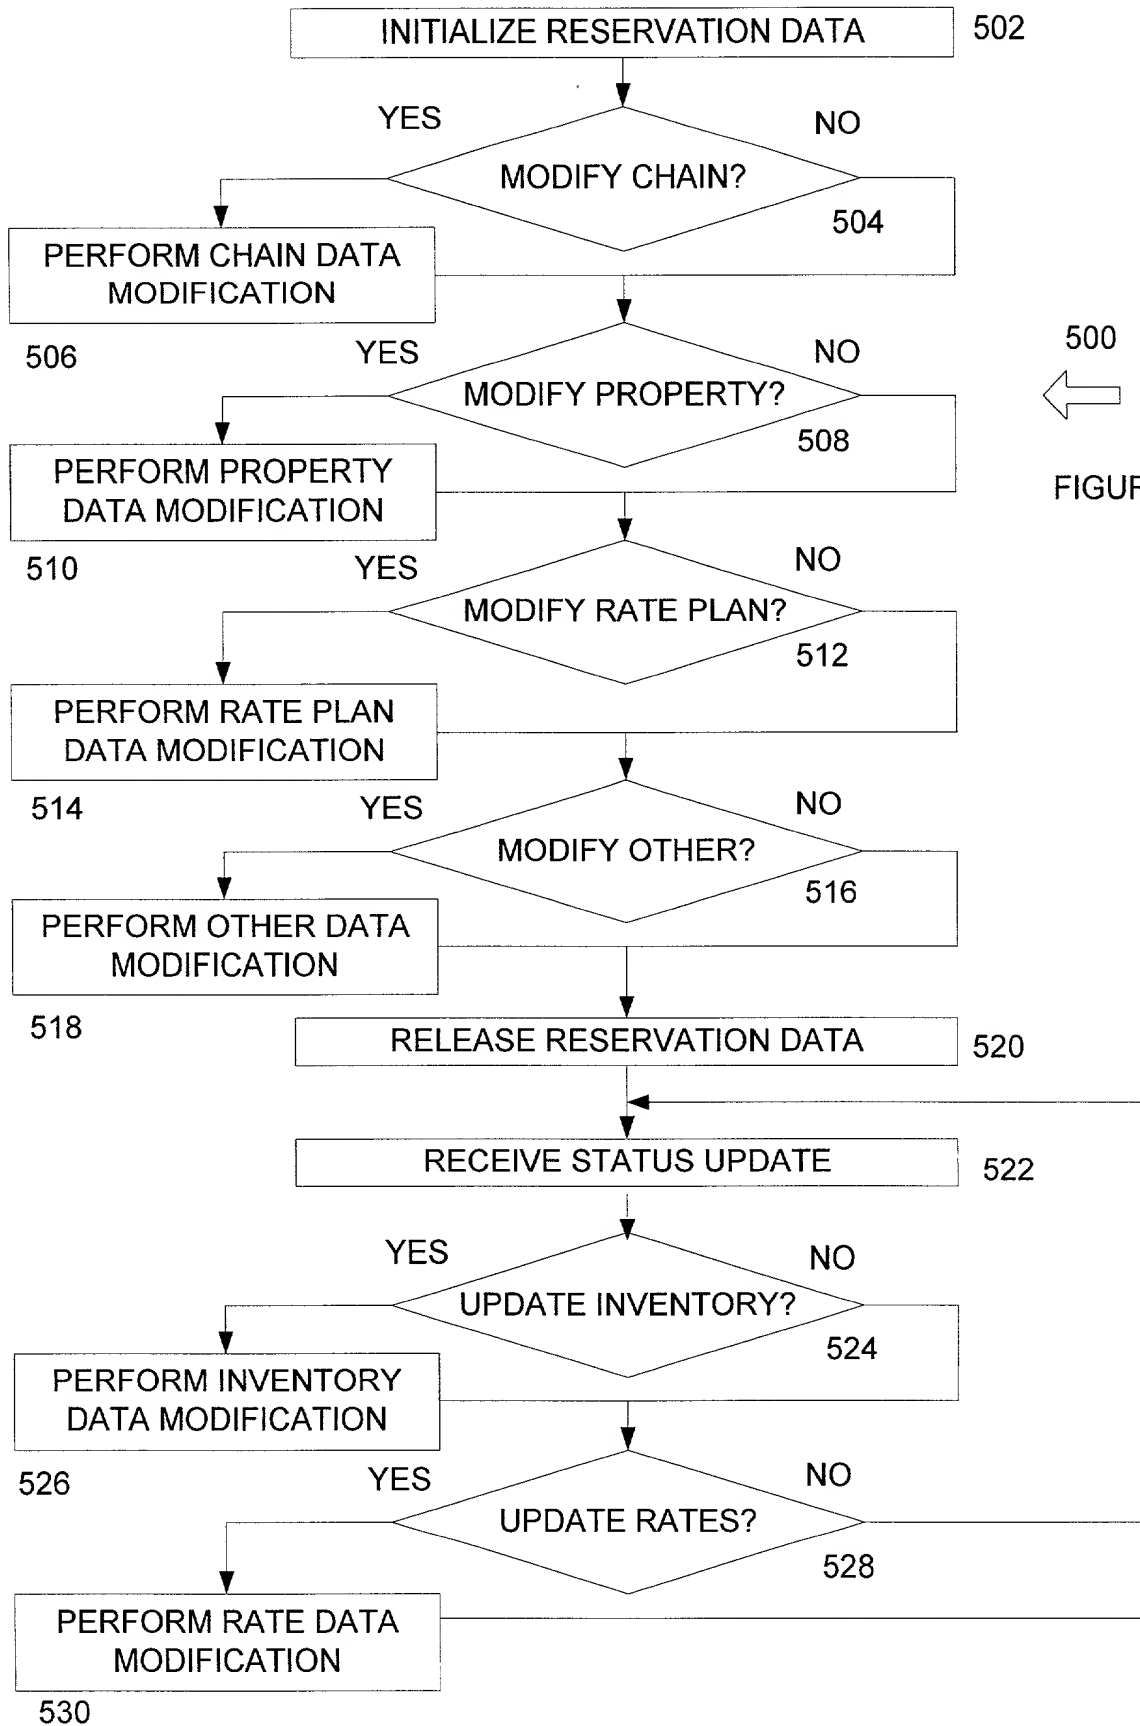 INITIALIZE RESERVATION DATA
502
YES
NO
MODIFY CHAIN?
504
PERFORM CHAIN DATA
MODIFICATION
506
YES
NO
500
MODIFY PROPERTY?
508
PERFORM PROPERTY
DATA MODIFICATION
FIGUR
510
YES
NO
MODIFY RATE PLAN?
512
PERFORM RATE PLAN
DATA MODIFICATION
514
YES
NO
MODIFY OTHER?
516
PERFORM OTHER DATA
MODIFICATION
518
RELEASE RESERVATION DATA
520
RECEIVE STATUS UPDATE
522
YES
NO
UPDATE INVENTORY?
524
PERFORM INVENTORY
DATA MODIFICATION
526
YES
NO
UPDATE RATES?
528
PERFORM RATE DATA
MODIFICATION
530